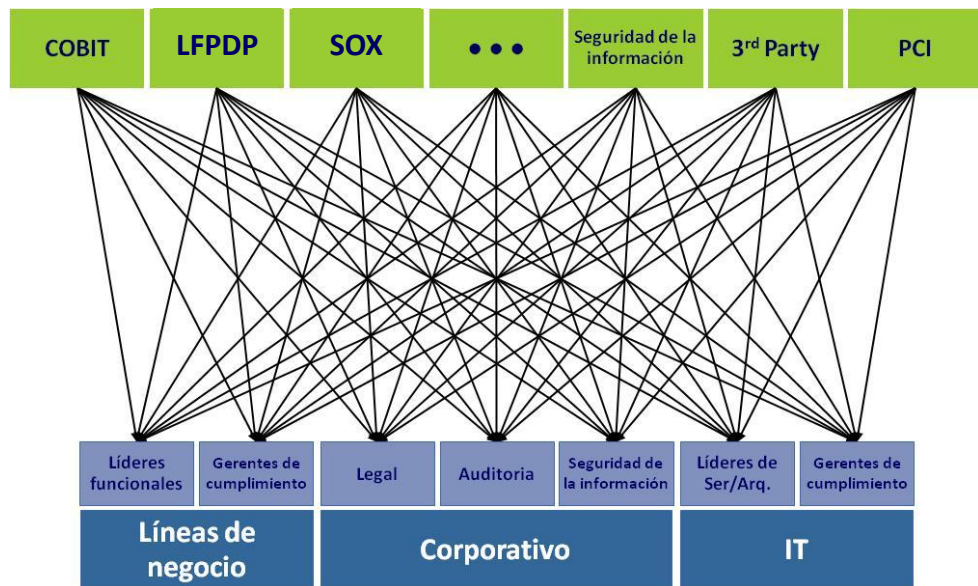 COBIT
LFPDP
SOX
•••
Seguridad de la
información
3rd Party
PCI
Líderes
funcionales
Gerentes de
cumplimiento
Legal
Auditoria
Seguridad de
la información
Líderes de
Ser/Arq.
Gerentes de
cumplimiento
Líneas de
negocio
Corporativo
IT